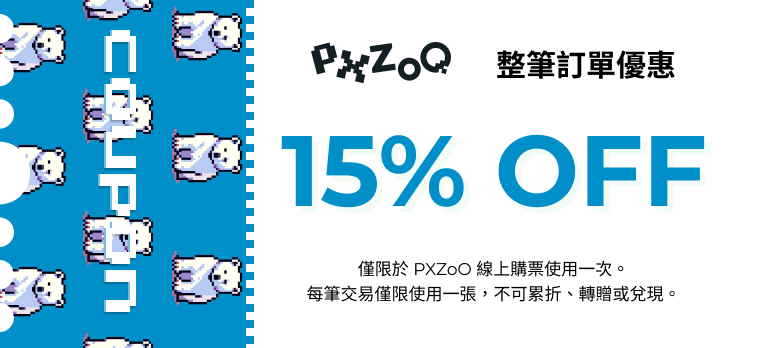 COUPON
PXZOQ 整筆訂單優惠
15% OFF
僅限於 PXZoO 線上購票使用一次。
每筆交易僅限使用一張，不可累折、轉贈或兌現。